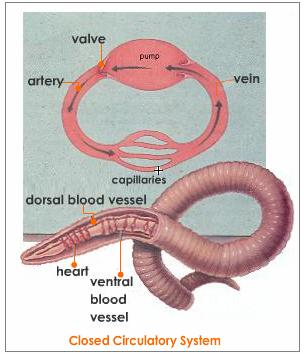 valve
pump
artery
vein
capillaries
dorsal blood vessel
heart
ventral
blood
vessel
Closed Circulatory System